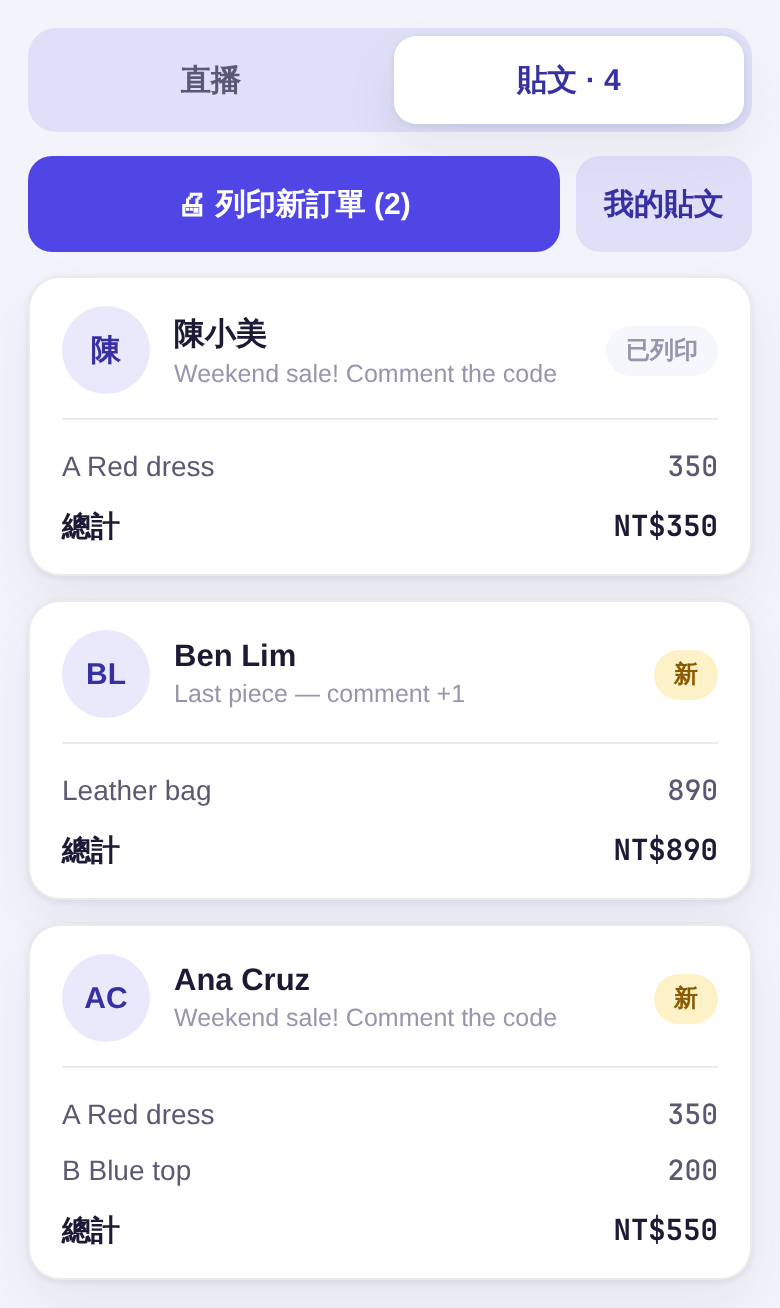 直播
貼文 · 4
列印新訂單 (2)
我的貼文
陳
陳小美
Weekend sale! Comment the code
已列印
A Red dress 350
總計 NT$350
BL
Ben Lim
Last piece — comment +1
新
Leather bag 890
總計 NT$890
AC
Ana Cruz
Weekend sale! Comment the code
新
A Red dress 350
B Blue top 200
總計 NT$550